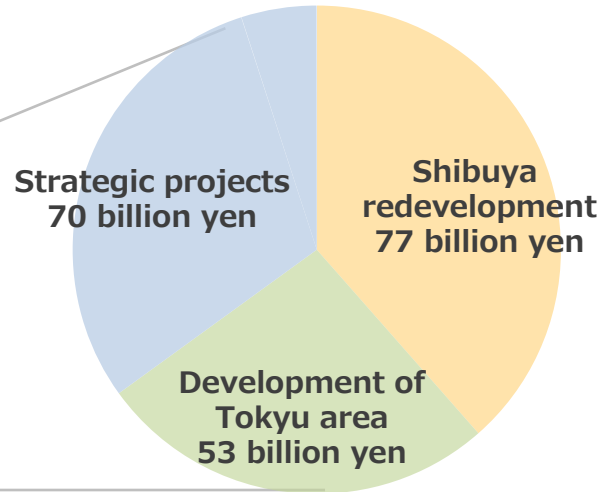 Strategic projects
70 billion yen
Shibuya
redevelopment
77 billion yen
Development of
Tokyu area
53 billion yen